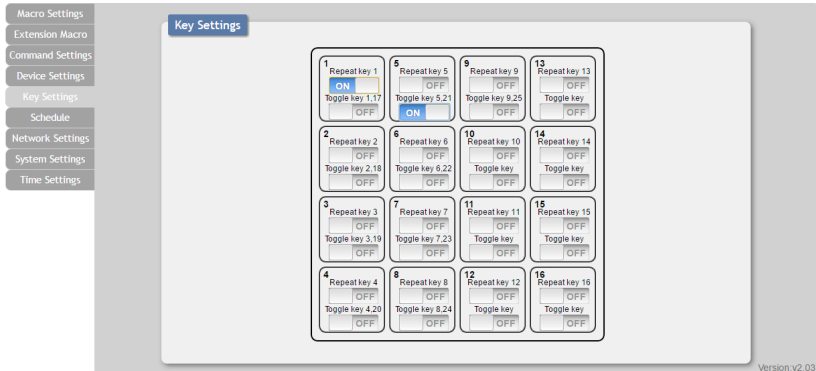 Macro Settings
Extension Macro
Command Settings
Device Settings
Key Settings
Schedule
Network Settings
System Settings
Time Settings
Key Settings
1
Repeat key 1
ON
Toggle key 1,17
OFF
5
Repeat key 5
OFF
Toggle key 5,21
ON
9
Repeat key 9
OFF
Toggle key 9,25
OFF
13
Repeat key 13
OFF
Toggle key
OFF
2
Repeat key 2
OFF
Toggle key 2,18
OFF
6
Repeat key 6
OFF
Toggle key 6,22
OFF
10
Repeat key 10
OFF
Toggle key
OFF
14
Repeat key 14
OFF
Toggle key
OFF
3
Repeat key 3
OFF
Toggle key 3,19
OFF
7
Repeat key 7
OFF
Toggle key 7,23
OFF
11
Repeat key 11
OFF
Toggle key
OFF
15
Repeat key 15
OFF
Toggle key
OFF
4
Repeat key 4
OFF
Toggle key 4,20
OFF
8
Repeat key 8
OFF
Toggle key 8,24
OFF
12
Repeat key 12
OFF
Toggle key
OFF
16
Repeat key 16
OFF
Toggle key
OFF
Version:v2.03